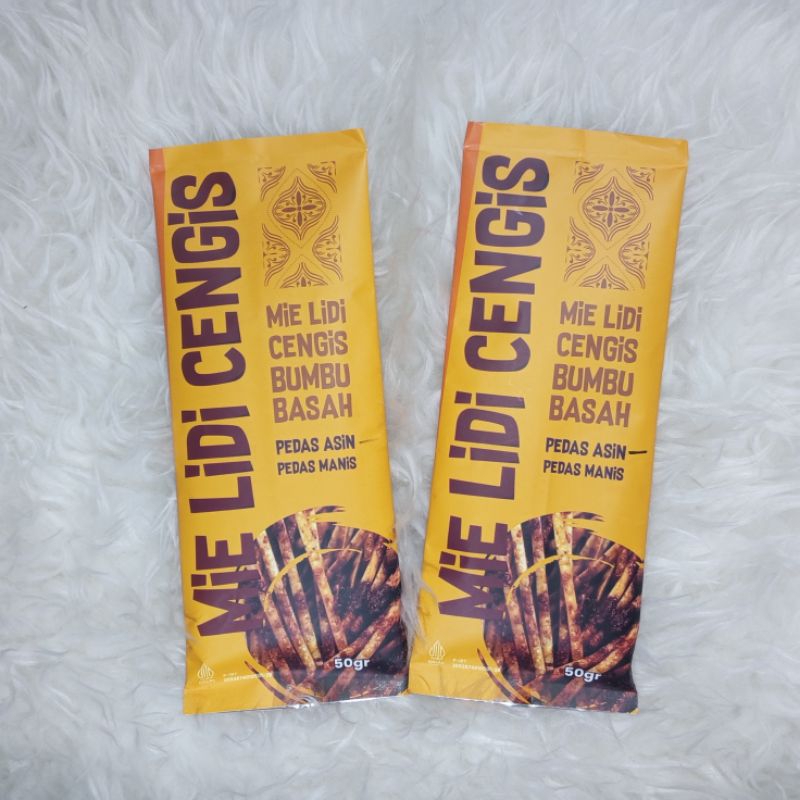 MiE LiDi CENGiS
MiE LiDi
CENGiS
BUMBU
BASAH
PEDAS ASiN
PEDAS MANiS
50gr
MiE LiDi CENGiS
MiE LiDi
CENGiS
BUMBU
BASAH
PEDAS ASiN
PEDAS MANiS
50gr